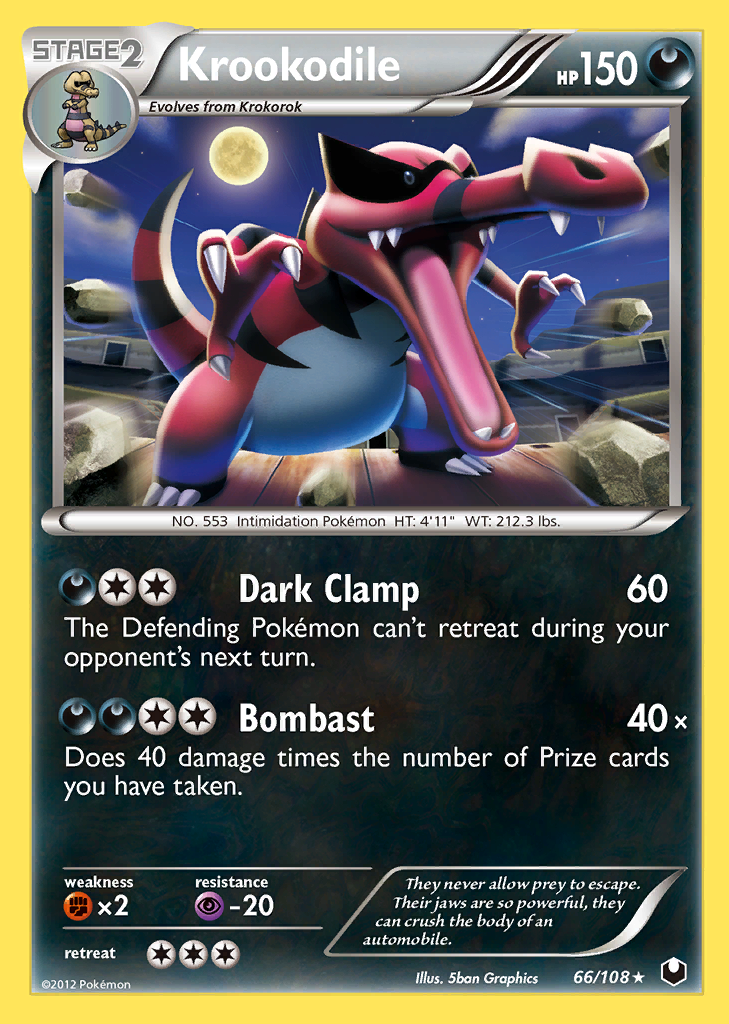 STAGE2
Krookodile
HP150
Evolves from Krokorok
NO. 553 Intimidation Pokémon HT: 4'11" WT: 212.3 lbs.
Dark Clamp 60
The Defending Pokémon can't retreat during your
opponent's next turn.
Bombast 40×
Does 40 damage times the number of Prize cards
you have taken.
weakness resistance
×2 -20
They never allow prey to escape.
Their jaws are so powerful, they
can crush the body of an
automobile.
retreat
©2012 Pokémon
Illus. 5ban Graphics 66/108★